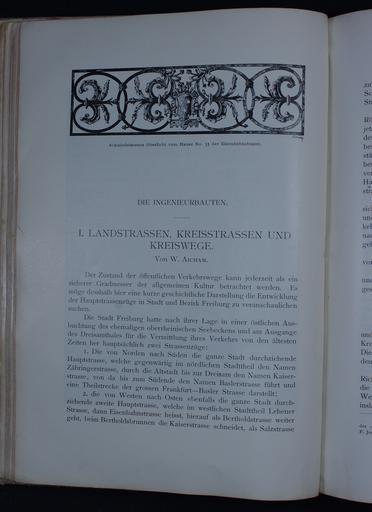 Schmiedeeisernes Oberlicht vom Hause No. 53 der Eisenbahnstrasse.
DIE INGENIEURBAUTEN.
I. LANDSTRASSEN, KREISSTRASSEN UND
KREISWEGE.
Von W. Aicham.
Der Zustand der öffentlichen Verkehrswege kann jederzeit als ein
sicherer Gradmesser der allgemeinen Kultur betrachtet werden. Es
möge desshalb hier eine kurze geschichtliche Darstellung die Entwicklung
der Hauptstrassenzüge in Stadt und Bezirk Freiburg zu veranschaulichen
suchen.
Die Stadt Freiburg hatte nach ihrer Lage in einer östlichen Aus-
buchtung des ehemaligen oberrheinischen Seebeckens und am Ausgange
des Dreisamthales für die Vermittlung ihres Verkehrs von den ältesten
Zeiten her hauptsächlich zwei Strassenzüge:
1. Die von Norden nach Süden die ganze Stadt durchziehende
Hauptstrasse, welche gegenwärtig im nördlichen Stadttheil den Namen
Zähringerstrasse, durch die Altstadt bis zur Dreisam den Namen Kaiser-
strasse, von da bis zum Südende den Namen Baslerstrasse führt und
eine Theilstrecke der grossen Frankfurt—Basler Strasse darstellt;
2. die von Westen nach Osten ebenfalls die ganze Stadt durch-
ziehende zweite Hauptstrasse, welche im westlichen Stadttheil Lehener
Strasse, dann Eisenbahnstrasse heisst, hierauf als Bertholdstrasse weiter
geht, beim Bertholdsbrunnen die Kaiserstrasse schneidet, als Salzstrasse